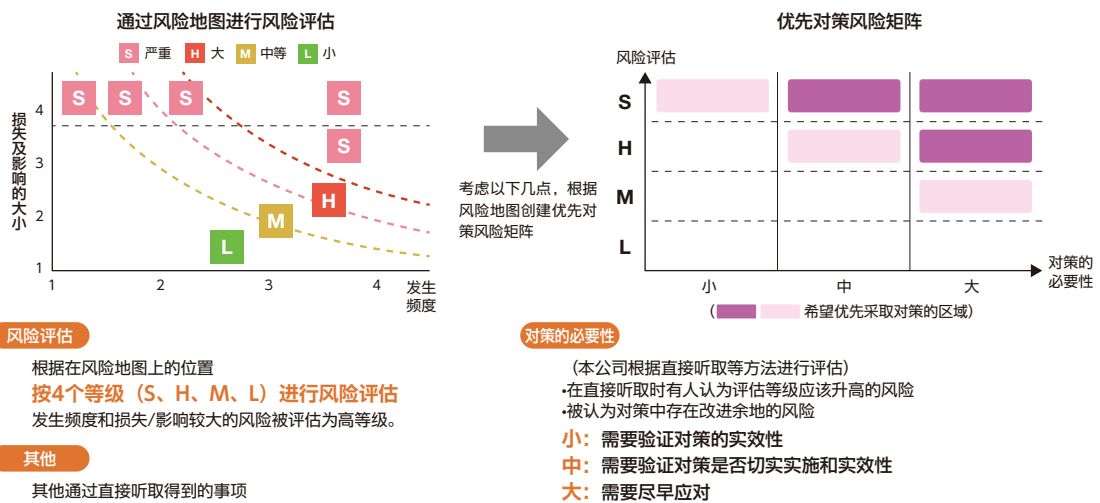 通过风险地图进行风险评估
S 严重 H 大 M 中等 L 小
损失及影响的大小
4
3
2
1
S S S S
S
H
M
L
1 2 3 4
发生
频度
考虑以下几点，根据
风险地图创建优先对
策风险矩阵
优先对策风险矩阵
风险评估
S
H
M
L
小 中 大
对策的
必要性
（ 希望优先采取对策的区域）
风险评估
根据在风险地图上的位置
按4个等级（S、H、M、L）进行风险评估
发生频度和损失/影响较大的风险被评估为高等级。
其他
其他通过直接听取得到的事项
对策的必要性
（本公司根据直接听取等方法进行评估）
•在直接听取时有人认为评估等级应该升高的风险
•被认为对策中存在改进余地的风险
小：需要验证对策的实效性
中：需要验证对策是否切实实施和实效性
大：需要尽早应对